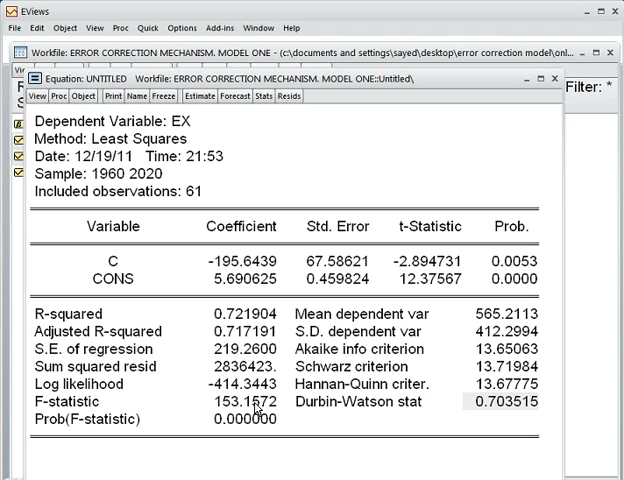 EViews
File Edit Object View Proc Quick Options Add-ins Window Help
Workfile: ERROR CORRECTION MECHANISM. MODEL ONE - (c:\documents and settings\sayed\desktop\error correction model\onl...
Equation: UNTITLED Workfile: ERROR CORRECTION MECHANISM. MODEL ONE::Untitled\
Filter: *
View Proc Object Print Name Freeze Estimate Forecast Stats Resids
Dependent Variable: EX
Method: Least Squares
Date: 12/19/11 Time: 21:53
Sample: 1960 2020
Included observations: 61
Variable Coefficient Std. Error t-Statistic Prob.
C -195.6439 67.58621 -2.894731 0.0053
CONS 5.690625 0.459824 12.37567 0.0000
R-squared 0.721904 Mean dependent var 565.2113
Adjusted R-squared 0.717191 S.D. dependent var 412.2994
S.E. of regression 219.2600 Akaike info criterion 13.65063
Sum squared resid 2836423. Schwarz criterion 13.71984
Log likelihood -414.3443 Hannan-Quinn criter. 13.67775
F-statistic 153.1572 Durbin-Watson stat 0.703515
Prob(F-statistic) 0.000000